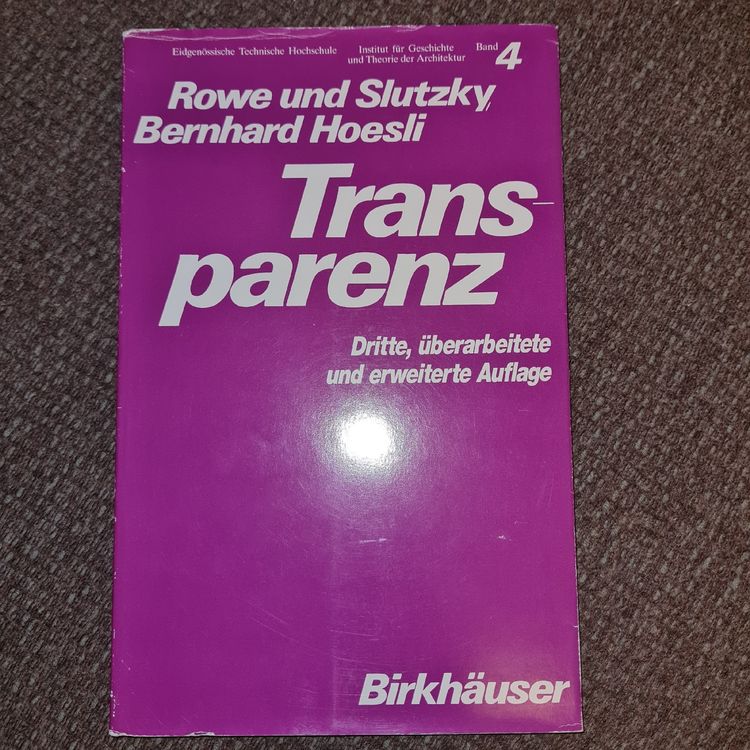 Eidgenössische Technische Hochschule
Institut für Geschichte
und Theorie der Architektur
Band 4
Rowe und Slutzky,
Bernhard Hoesli
Trans-
parenz
Dritte, überarbeitete
und erweiterte Auflage
Birkhäuser